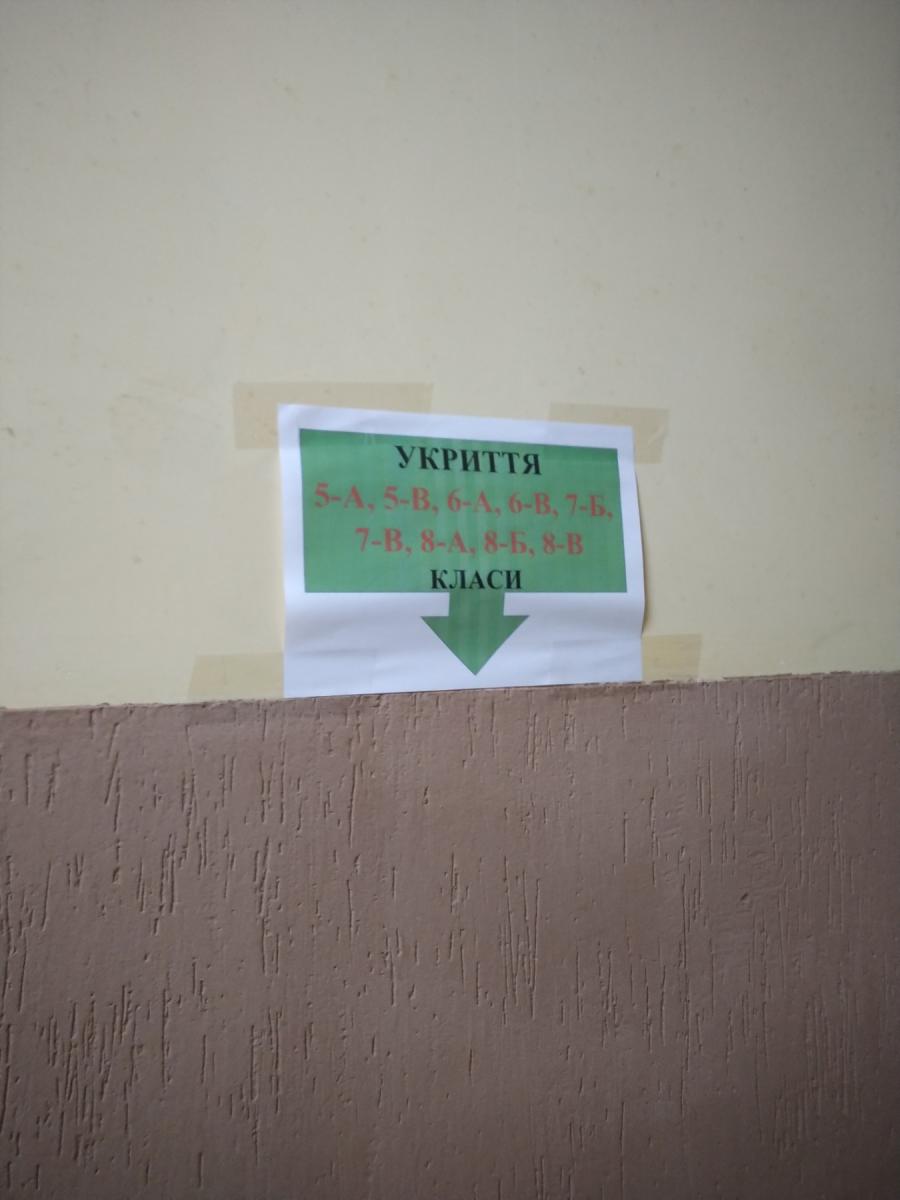 УКРИТТЯ
5-А, 5-В, 6-А, 6-В, 7-Б,
7-В, 8-А, 8-Б, 8-В
КЛАСИ